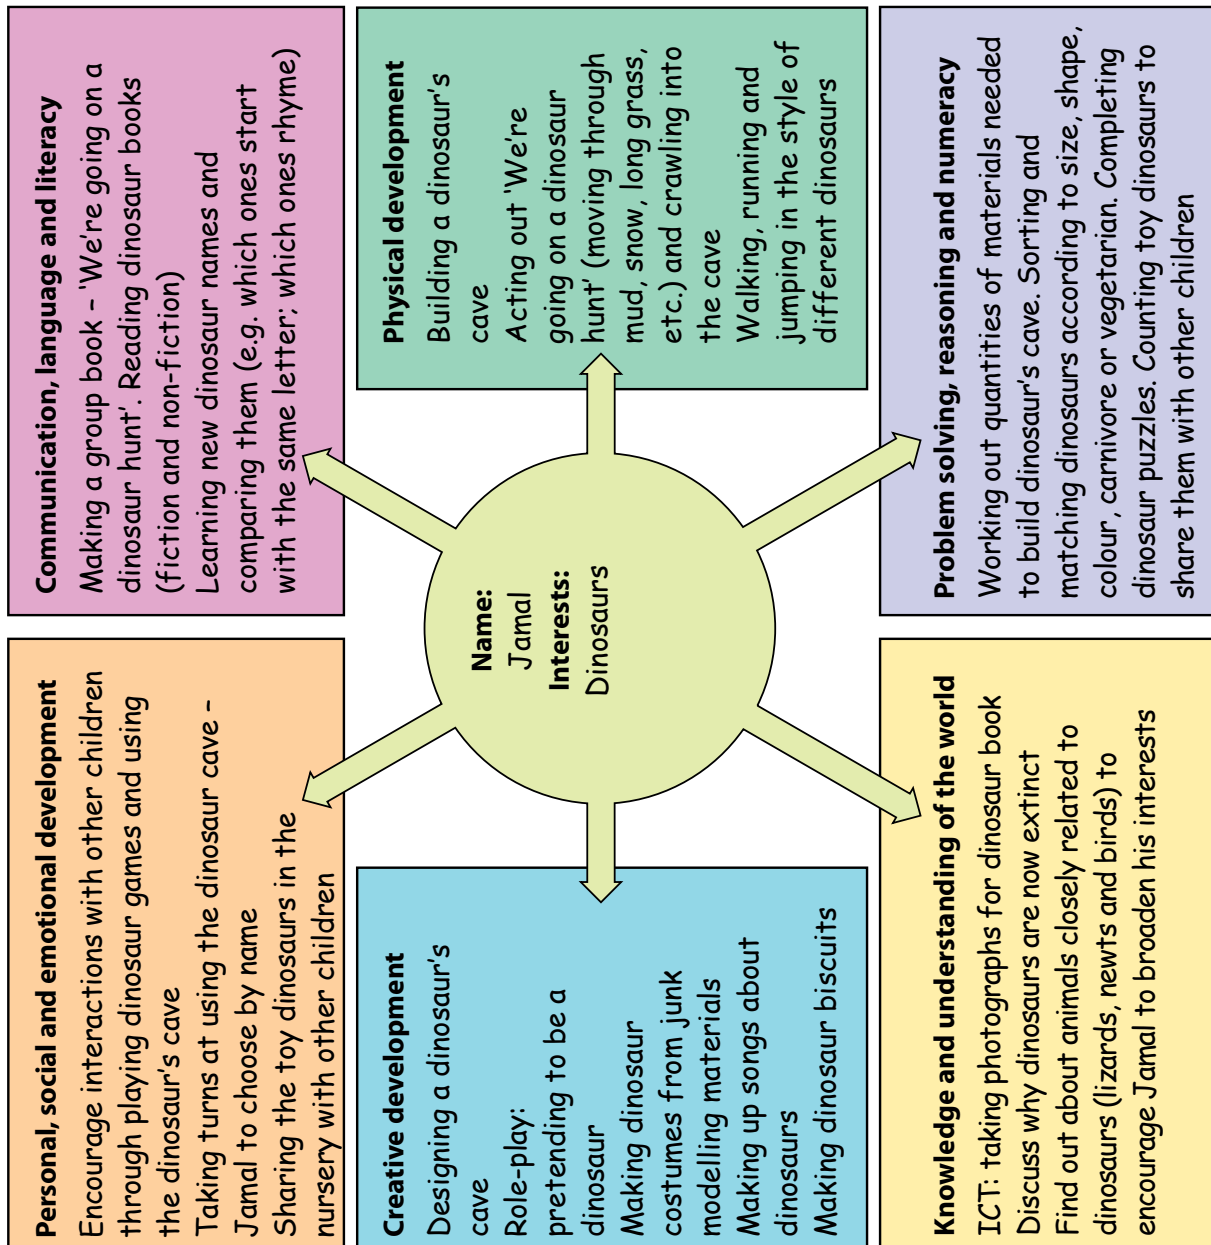 Personal, social and emotional development
Encourage interactions with other children
through playing dinosaur games and using
the dinosaur's cave
Taking turns at using the dinosaur cave –
Jamal to choose by name
Sharing the toy dinosaurs in the
nursery with other children
Communication, language and literacy
Making a group book – 'We're going on a
dinosaur hunt'. Reading dinosaur books
(fiction and non-fiction)
Learning new dinosaur names and
comparing them (e.g. which ones start
with the same letter; which ones rhyme)
Creative development
Designing a dinosaur's
cave
Role-play:
pretending to be a
dinosaur
Making dinosaur
costumes from junk
modelling materials
Making up songs about
dinosaurs
Making dinosaur biscuits
Name:
Jamal
Interests:
Dinosaurs
Physical development
Building a dinosaur's
cave
Acting out 'We're
going on a dinosaur
hunt' (moving through
mud, snow, long grass,
etc.) and crawling into
the cave
Walking, running and
jumping in the style of
different dinosaurs
Knowledge and understanding of the world
ICT: taking photographs for dinosaur book
Discuss why dinosaurs are now extinct
Find out about animals closely related to
dinosaurs (lizards, newts and birds) to
encourage Jamal to broaden his interests
Problem solving, reasoning and numeracy
Working out quantities of materials needed
to build dinosaur's cave. Sorting and
matching dinosaurs according to size, shape,
colour, carnivore or vegetarian. Completing
dinosaur puzzles. Counting toy dinosaurs to
share them with other children